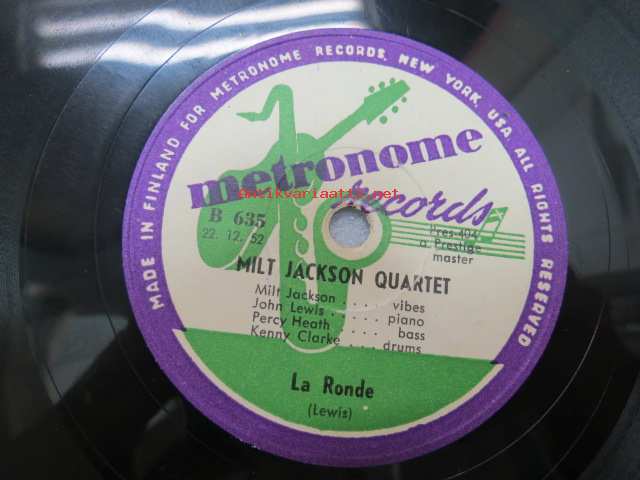 MADE IN FINLAND FOR METRONOME RECORDS, NEW YORK, USA ALL RIGHTS RESERVED
metronome
records
antikvariaatti.net
B 635
22. 12. 52
a Prestige
master
MILT JACKSON QUARTET
Milt Jackson . . . . vibes
John Lewis . . . . . piano
Percy Heath . . . . bass
Kenny Clarke . . . drums
La Ronde
(Lewis)